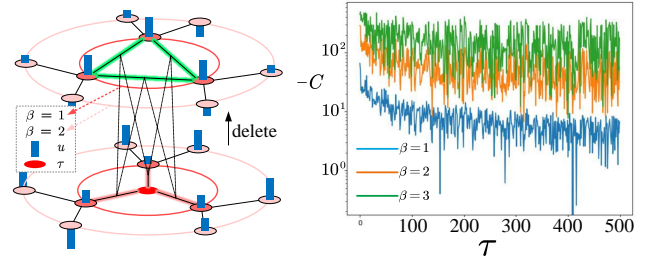 β = 1
β = 2
u
τ
delete
10²
10¹
10⁰
−C
β = 1
β = 2
β = 3
0
100
200
300
400
500
τ